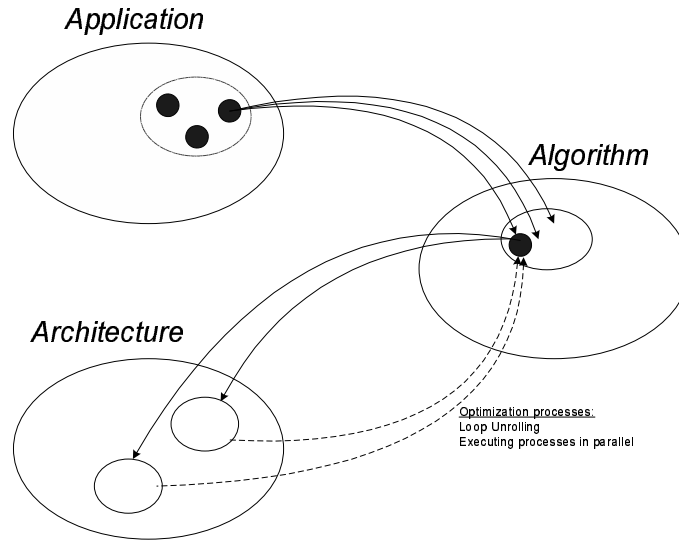 Application
Algorithm
Architecture
Optimization processes:
Loop Unrolling
Executing processes in parallel